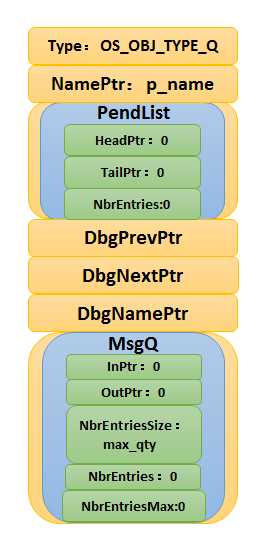 Type：OS_OBJ_TYPE_Q
NamePtr：p_name
PendList
HeadPtr：0
TailPtr：0
NbrEntries:0
DbgPrevPtr
DbgNextPtr
DbgNamePtr
MsgQ
InPtr：0
OutPtr：0
NbrEntriesSize：
max_qty
NbrEntries：0
NbrEntriesMax:0